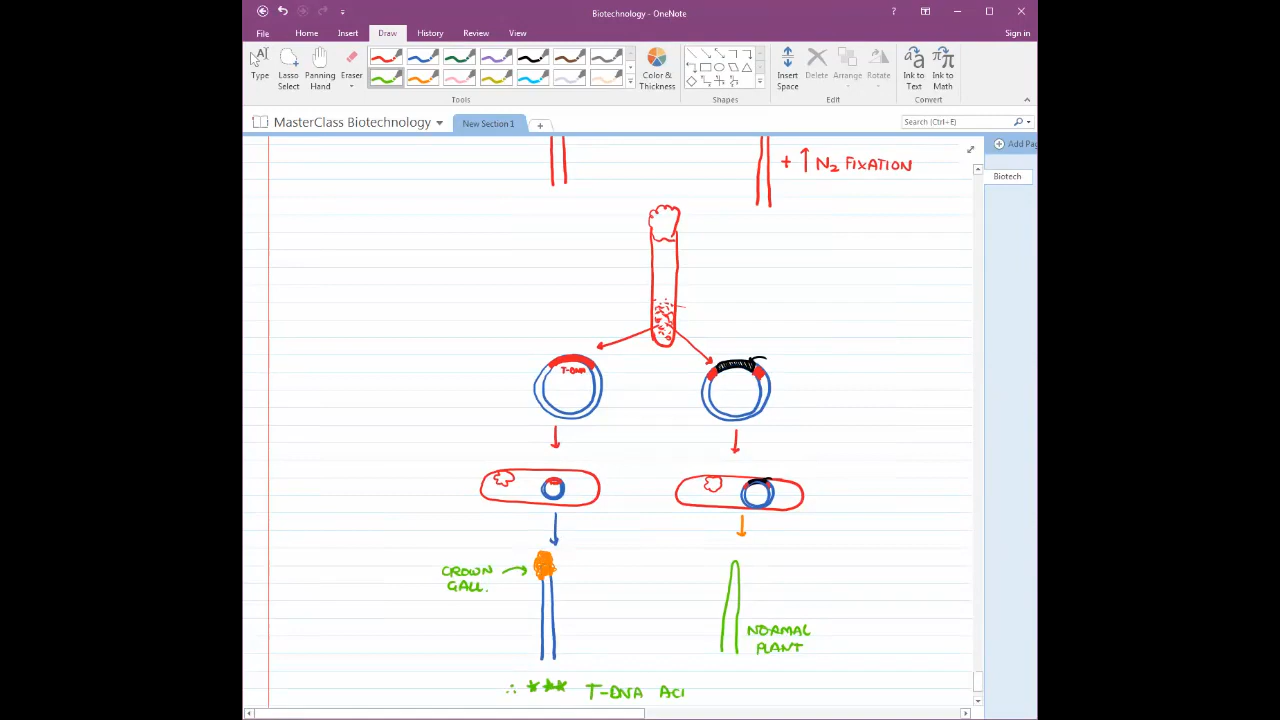 Biotechnology - OneNote
?
File Home Insert Draw History Review View
Sign in
Type
Lasso Select
Panning Hand
Eraser
Color & Thickness
Insert Space
Delete
Arrange
Rotate
Ink to Text
Ink to Math
Tools
Shapes
Edit
Convert
MasterClass Biotechnology
New Section 1
Search (Ctrl+E)
Add Pag
Biotech
+ ↑ N2 FIXATION
T-DNA
CROWN
GALL.
NORMAL
PLANT
∴ *** T-DNA ACI